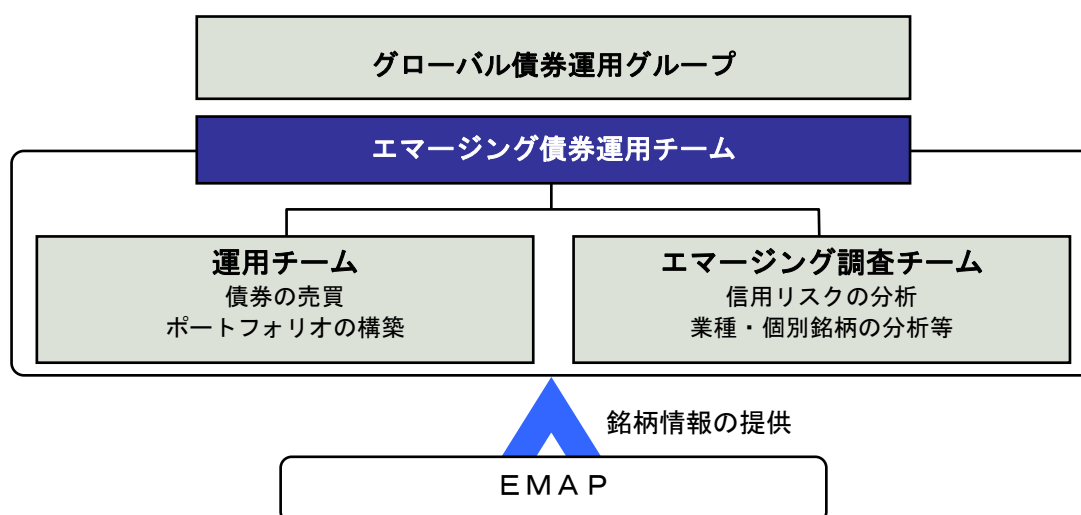 グローバル債券運用グループ
エマージング債券運用チーム
運用チーム
債券の売買
ポートフォリオの構築
エマージング調査チーム
信用リスクの分析
業種・個別銘柄の分析等
銘柄情報の提供
ＥＭＡＰ